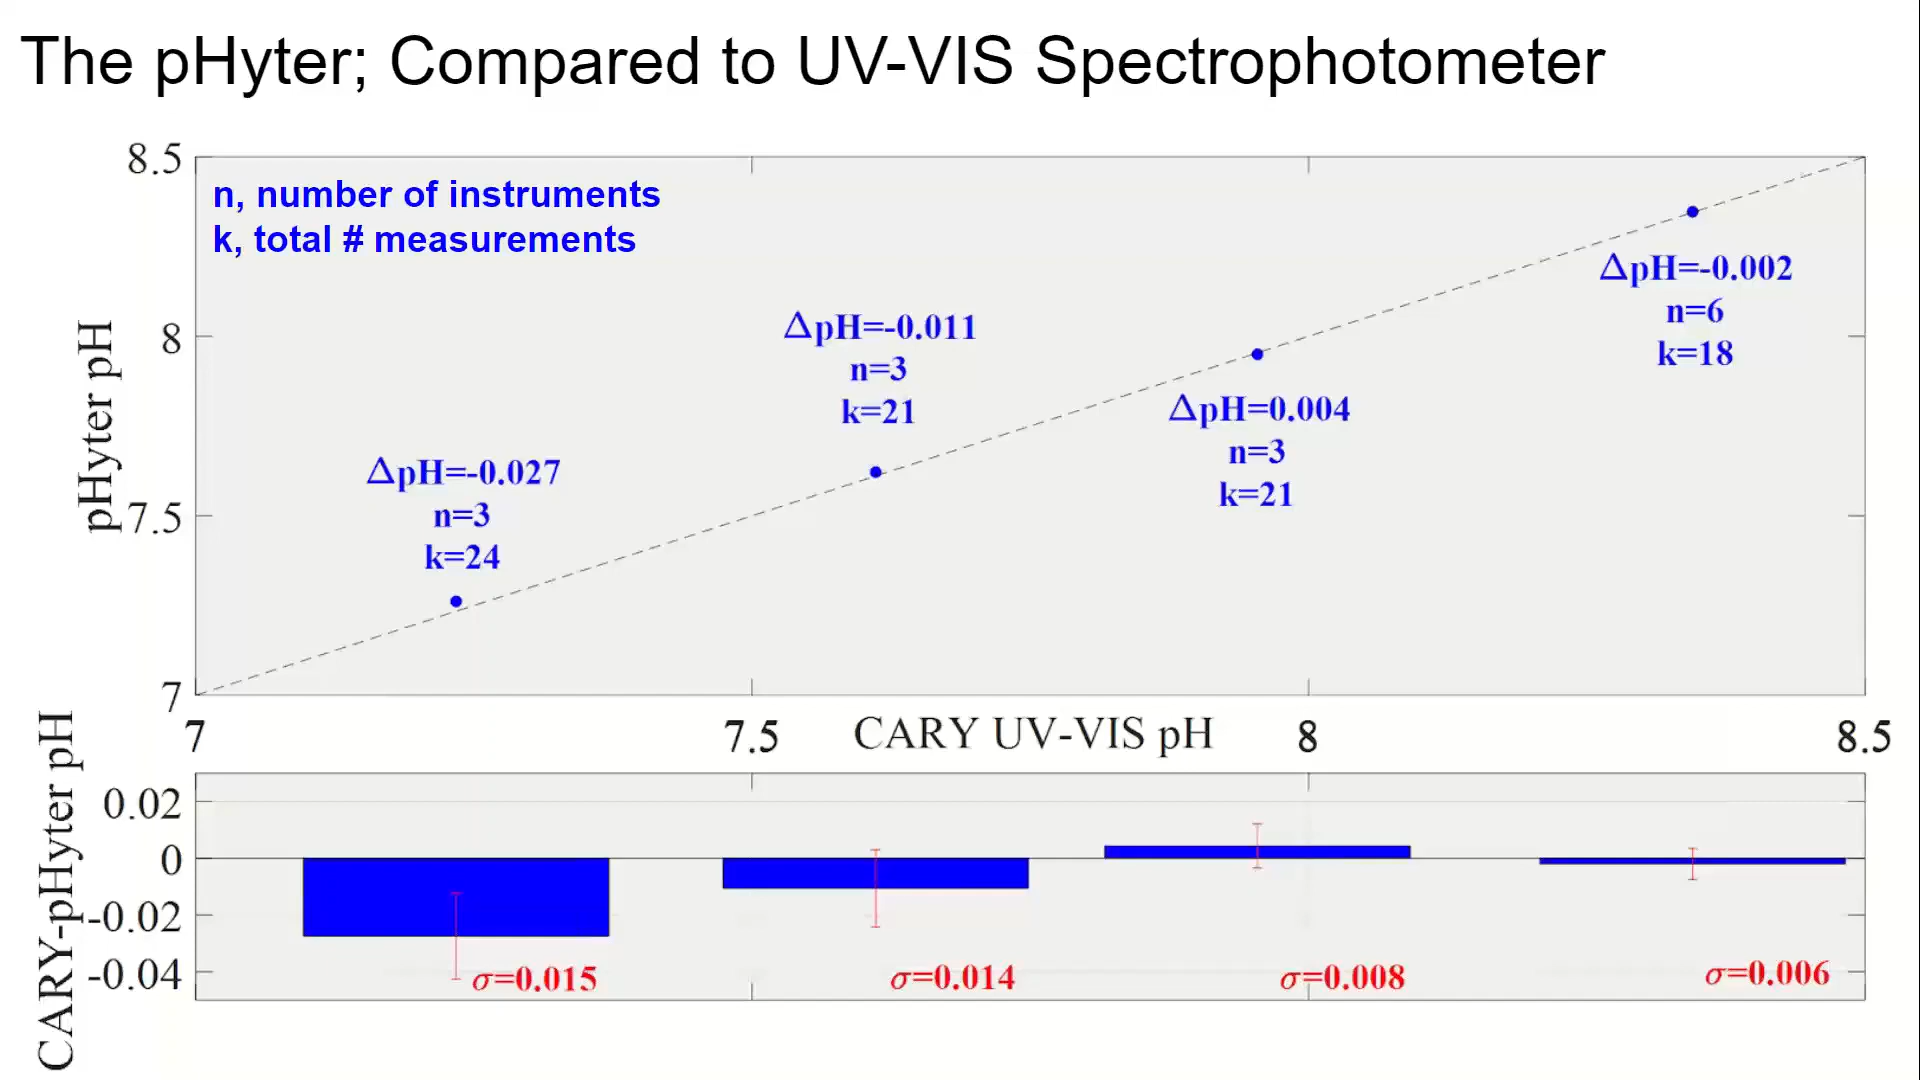 The pHyter; Compared to UV-VIS Spectrophotometer
n, number of instruments
k, total # measurements
pHyter pH
8.5
8
7.5
7
ΔpH=-0.027
n=3
k=24
ΔpH=-0.011
n=3
k=21
ΔpH=0.004
n=3
k=21
ΔpH=-0.002
n=6
k=18
7
7.5
CARY UV-VIS pH
8
8.5
CARY-pHyter pH
0.02
0
-0.02
-0.04
σ=0.015
σ=0.014
σ=0.008
σ=0.006